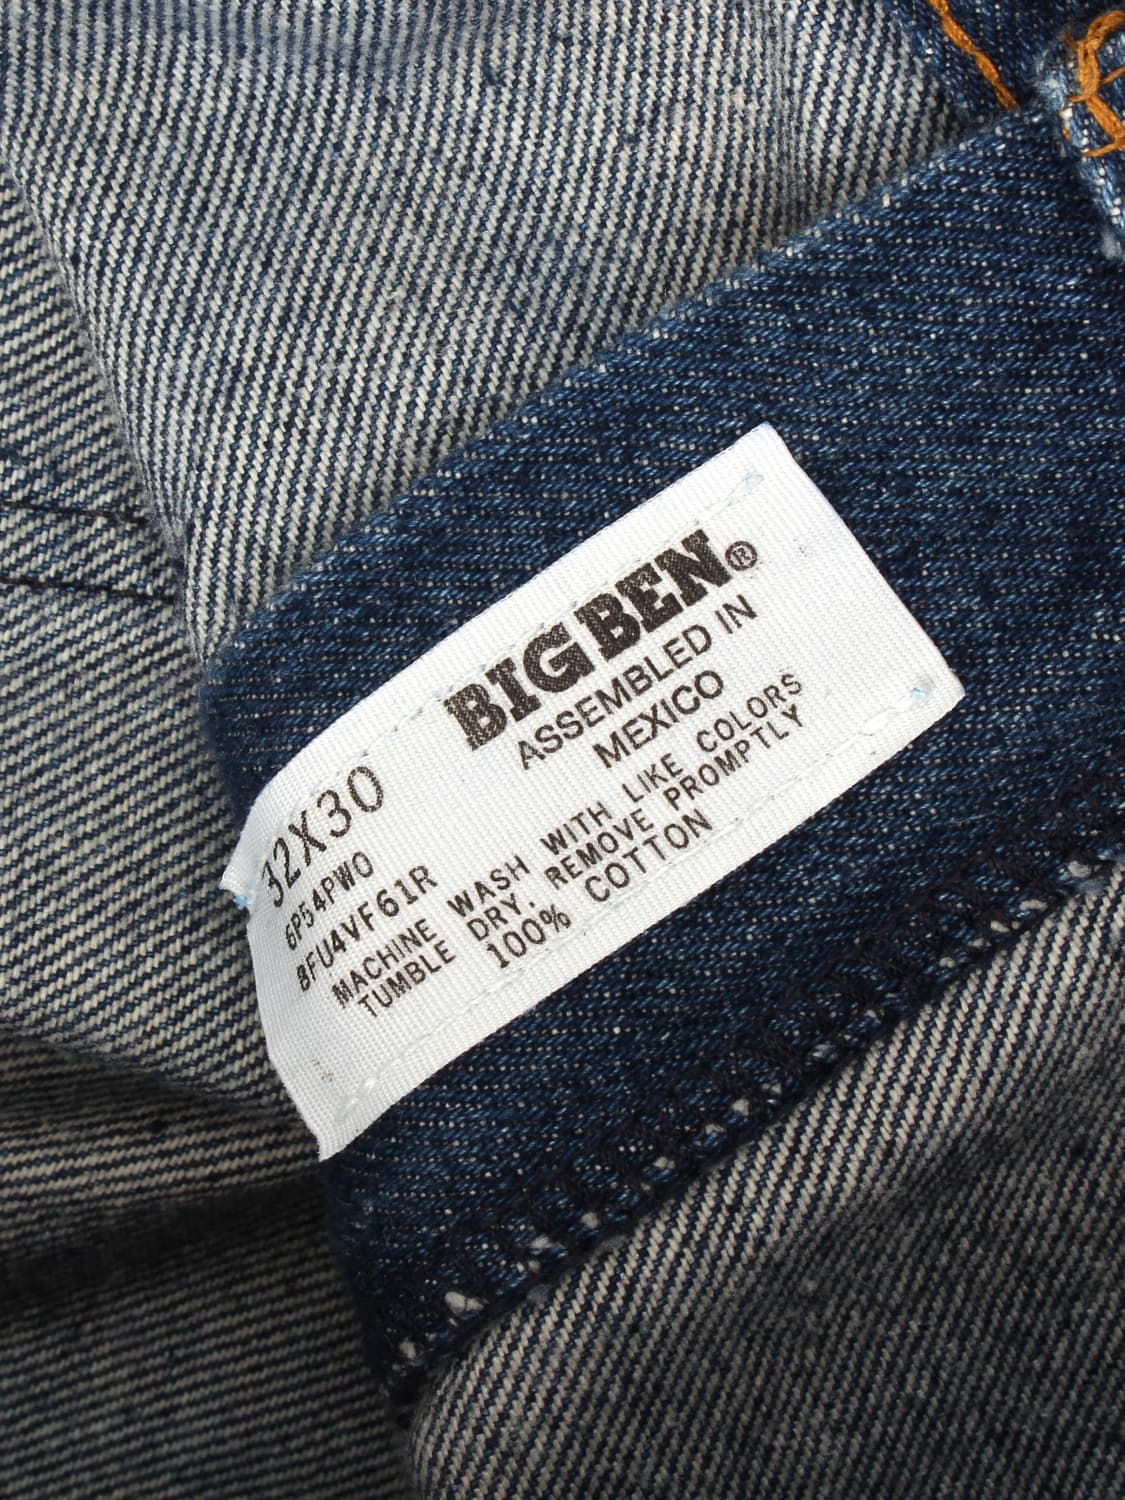 BIG BEN®
ASSEMBLED IN
MEXICO
32X30
6P54PW0
8FU4VF61R
MACHINE WASH WITH LIKE COLORS
TUMBLE DRY. REMOVE PROMPTLY
100% COTTON